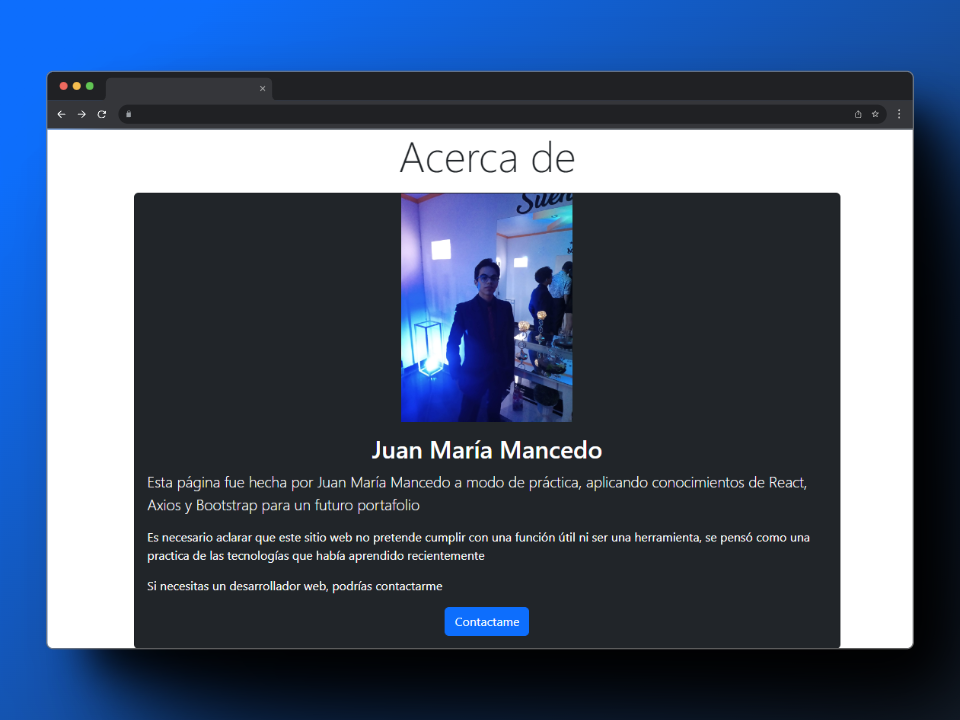 Acerca de
Juan María Mancedo
Esta página fue hecha por Juan María Mancedo a modo de práctica, aplicando conocimientos de React,
Axios y Bootstrap para un futuro portafolio
Es necesario aclarar que este sitio web no pretende cumplir con una función útil ni ser una herramienta, se pensó como una
practica de las tecnologías que había aprendido recientemente
Si necesitas un desarrollador web, podrías contactarme
Contactame